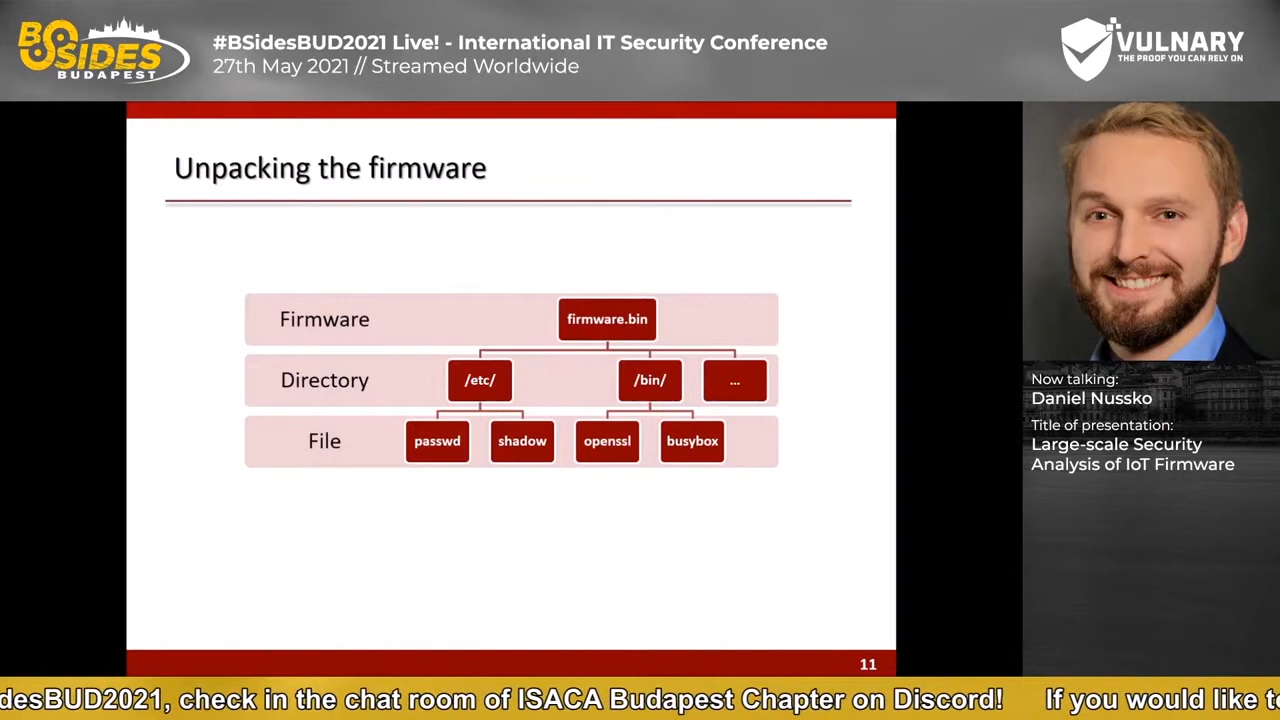 BSIDES
BUDAPEST
#BSidesBUD2021 Live! - International IT Security Conference
27th May 2021 // Streamed Worldwide
VULNARY
THE PROOF YOU CAN RELY ON
Unpacking the firmware
Firmware
firmware.bin
Directory
/etc/
/bin/
...
File
passwd
shadow
openssl
busybox
11
Now talking:
Daniel Nussko
Title of presentation:
Large-scale Security
Analysis of IoT Firmware
desBUD2021, check in the chat room of ISACA Budapest Chapter on Discord! If you would like to